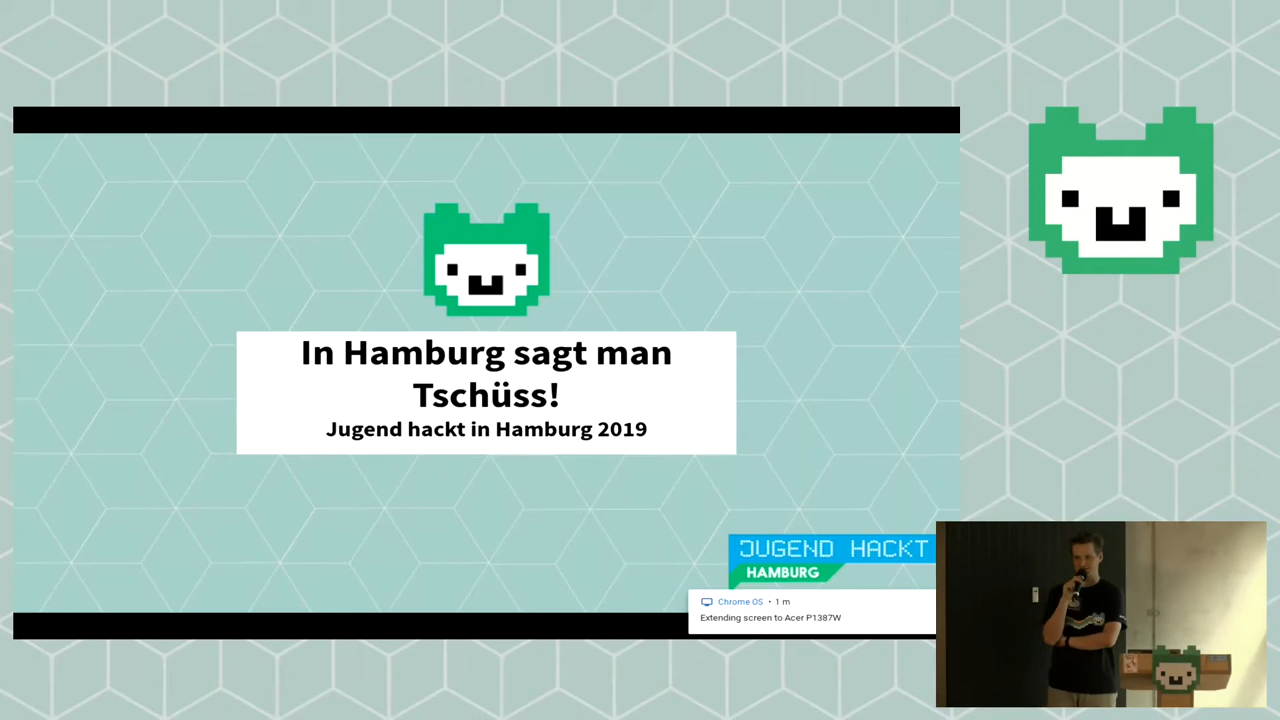 In Hamburg sagt man
Tschüss!
Jugend hackt in Hamburg 2019
JUGEND HACKT
HAMBURG
Chrome OS • 1 m
Extending screen to Acer P1387W